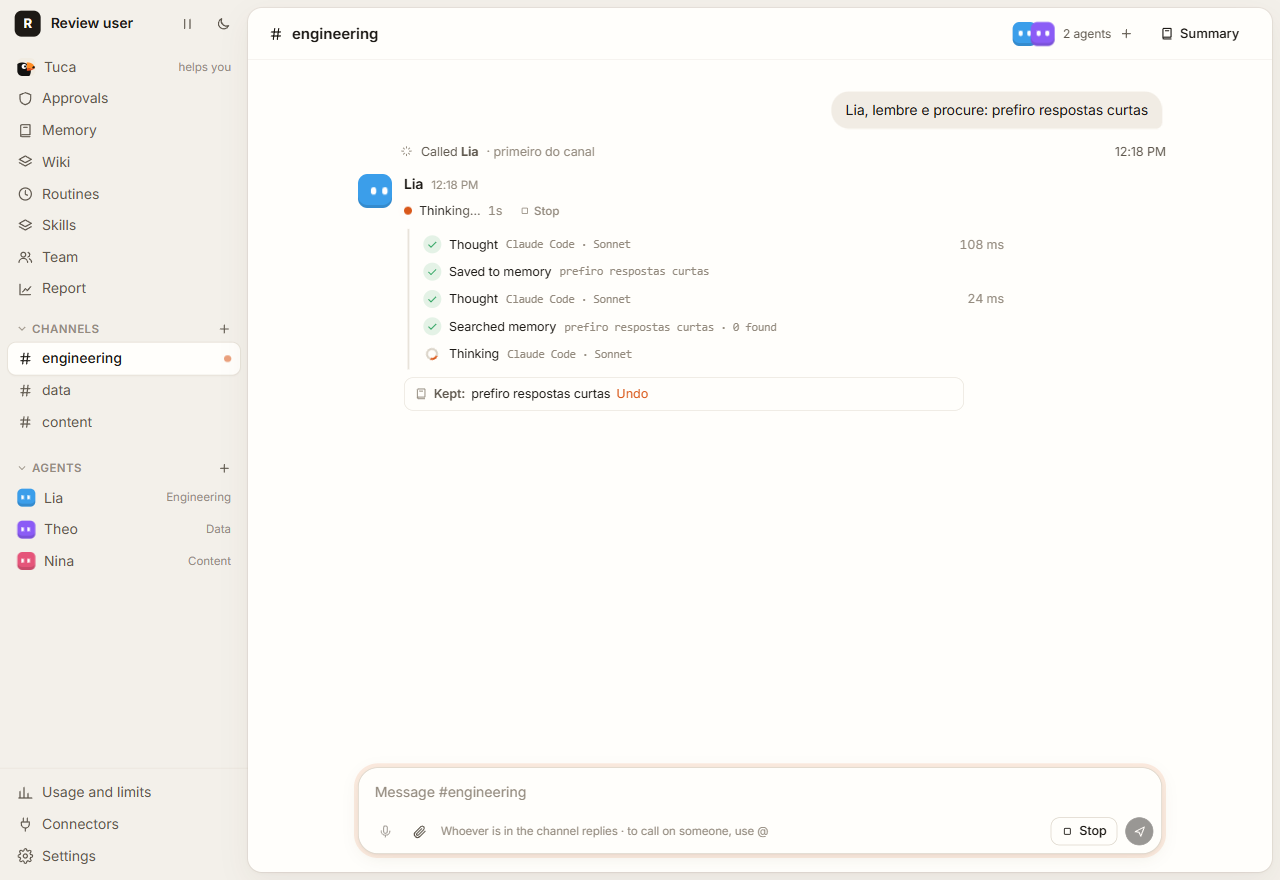 R Review user
Tuca helps you
Approvals
Memory
Wiki
Routines
Skills
Team
Report
CHANNELS
# engineering
# data
# content
AGENTS
Lia Engineering
Theo Data
Nina Content
Usage and limits
Connectors
Settings
# engineering
2 agents + Summary
Lia, lembre e procure: prefiro respostas curtas
Called Lia · primeiro do canal 12:18 PM
Lia 12:18 PM
Thinking... 1s Stop
Thought Claude Code · Sonnet 108 ms
Saved to memory prefiro respostas curtas
Thought Claude Code · Sonnet 24 ms
Searched memory prefiro respostas curtas · 0 found
Thinking Claude Code · Sonnet
Kept: prefiro respostas curtas Undo
Message #engineering
Whoever is in the channel replies · to call on someone, use @
Stop